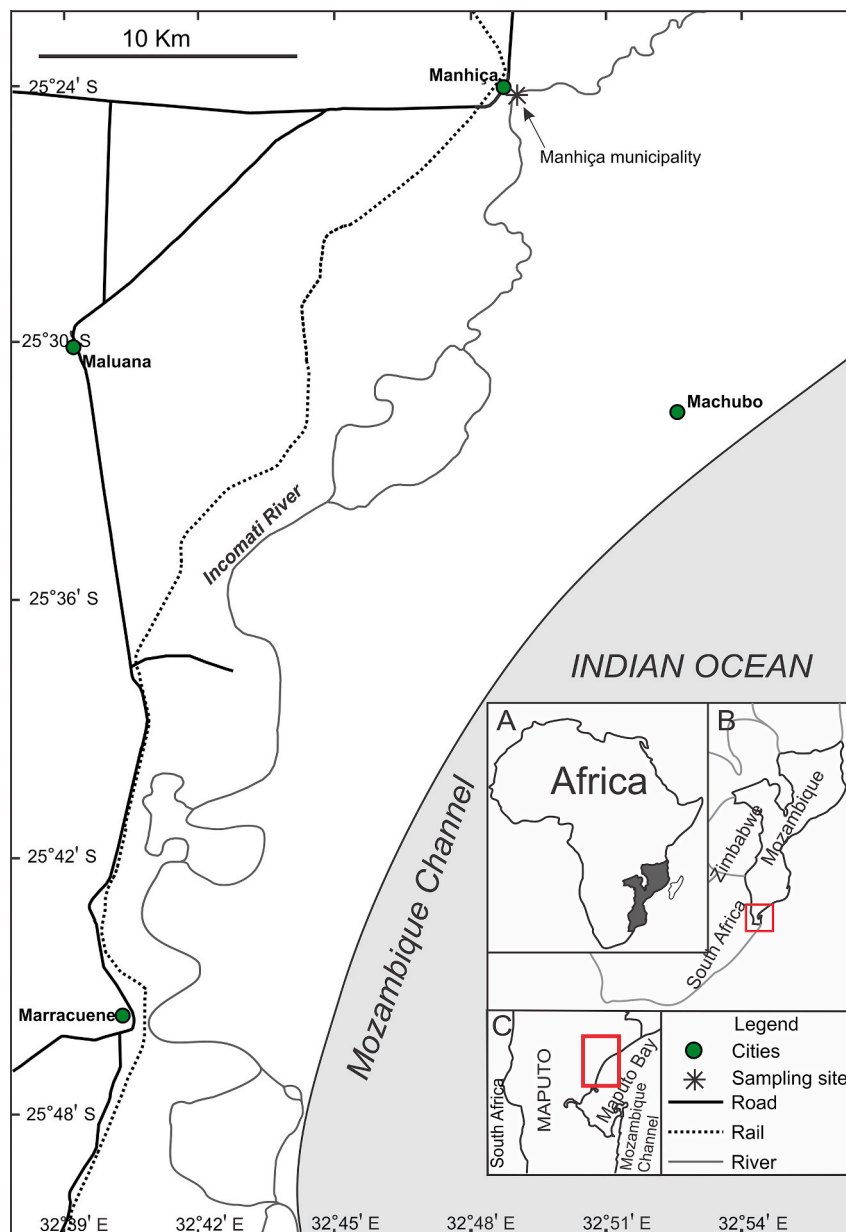 10 Km
Manhiça
25°24' S
Manhiça municipality
25°30' S
Maluana
Machubo
Incomati River
25°36' S
INDIAN OCEAN
A
B
Africa
Mozambique
Zimbabwe
South Africa
Mozambique Channel
25°42' S
Marracuene
C
South Africa
MAPUTO
Maputo Bay
Mozambique
Channel
Legend
Cities
Sampling site
Road
Rail
River
25°48' S
32°39' E
32°42' E
32°45' E
32°48' E
32°51' E
32°54' E